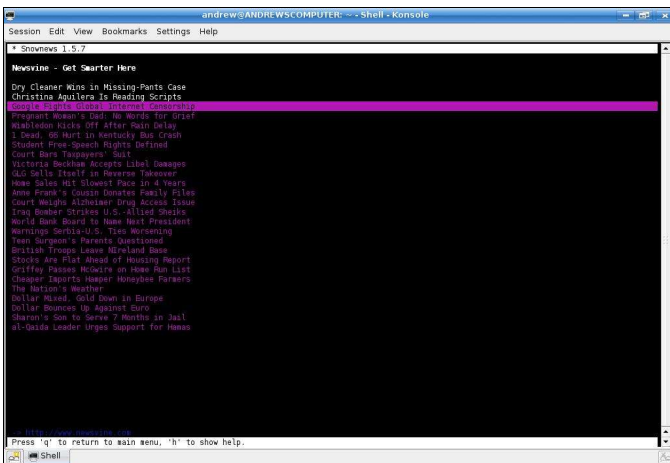 andrew@ANDREWSCOMPUTER: ~ - Shell - Konsole
Session Edit View Bookmarks Settings Help
* Snownews 1.5.7
Newsvine - Get Smarter Here
Dry Cleaner Wins in Missing-Pants Case
Christina Aguilera Is Reading Scripts
Google Fights Global Internet Censorship
Pregnant Woman's Dad: No Words for Grief
Wimbledon Kicks Off After Rain Delay
1 Dead, 66 Hurt in Kentucky Bus Crash
Student Free-Speech Rights Defined
Court Bars Taxpayers' Suit
Victoria Beckham Accepts Libel Damages
GLG Sells Itself in Reverse Takeover
Home Sales Hit Slowest Pace in 4 Years
Anne Frank's Cousin Donates Family Files
Court Weighs Alzheimer Drug Access Issue
Iraq Bomber Strikes U.S.-Allied Sheiks
World Bank Board to Name Next President
Warnings Serbia-U.S. Ties Worsening
Teen Surgeon's Parents Questioned
British Troops Leave NIreland Base
Stocks Are Flat Ahead of Housing Report
Griffey Passes McGwire on Home Run List
Cheaper Imports Hamper Honeybee Farmers
The Nation's Weather
Dollar Mixed, Gold Down in Europe
Dollar Bounces Up Against Euro
Sharon's Son to Serve 7 Months in Jail
al-Qaida Leader Urges Support for Hamas
-> http://www.newsvine.com
Press 'q' to return to main menu, 'h' to show help.
Shell